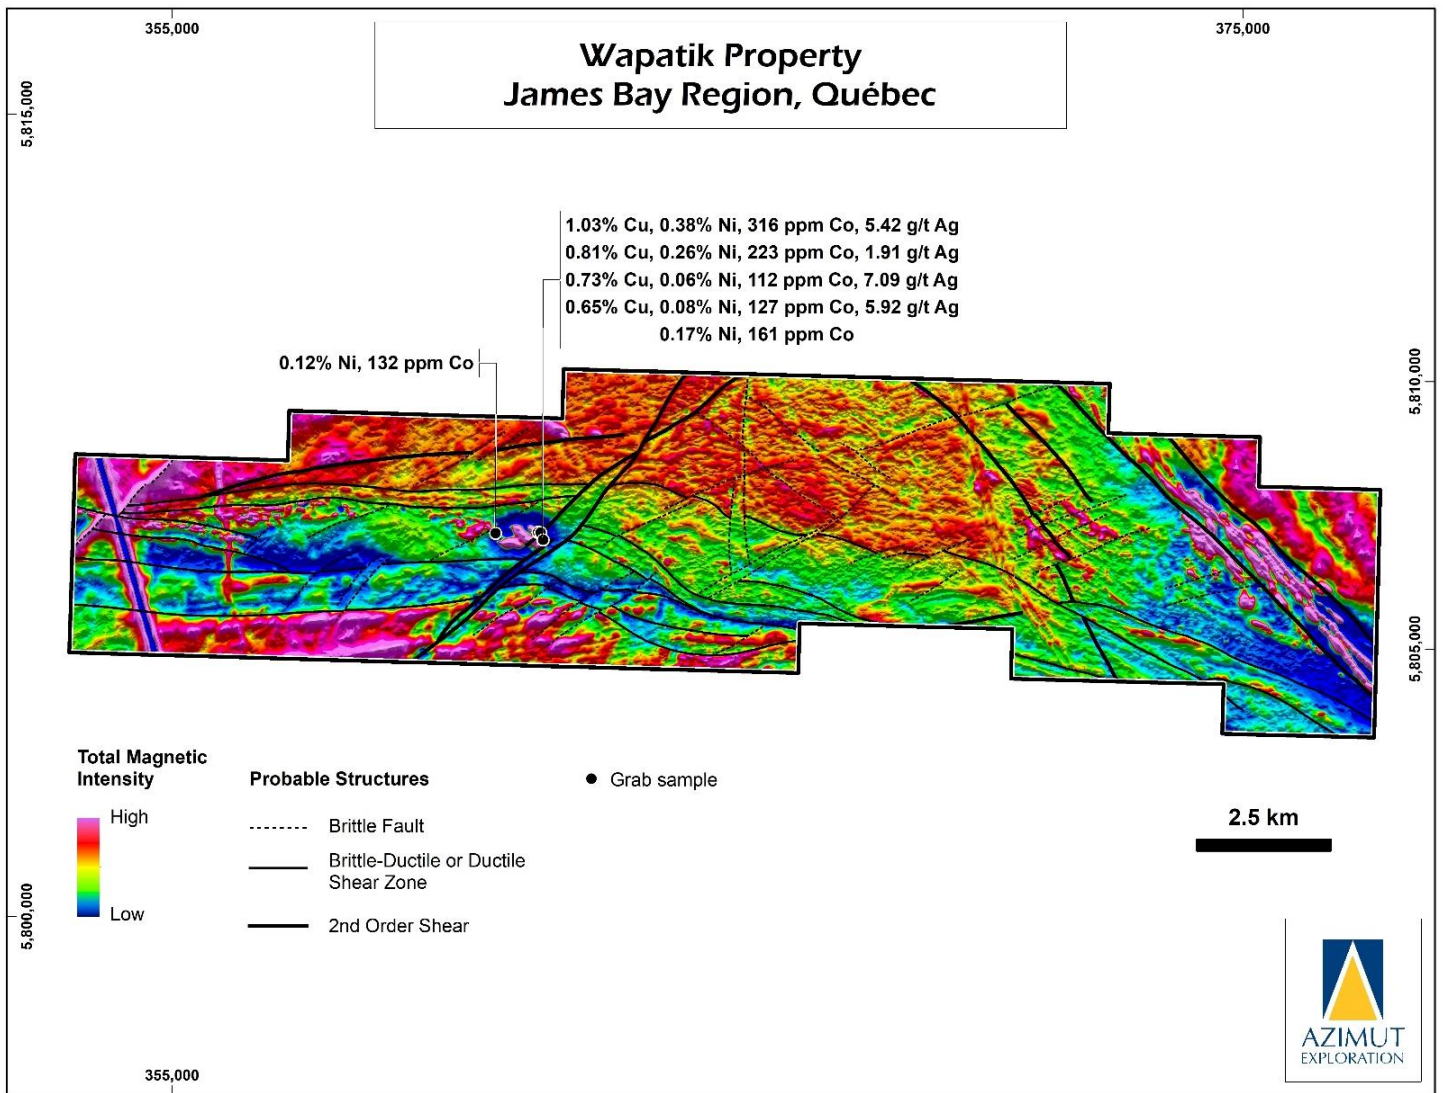 355,000
375,000
Wapatik Property
James Bay Region, Québec
5,815,000
1.03% Cu, 0.38% Ni, 316 ppm Co, 5.42 g/t Ag
0.81% Cu, 0.26% Ni, 223 ppm Co, 1.91 g/t Ag
0.73% Cu, 0.06% Ni, 112 ppm Co, 7.09 g/t Ag
0.65% Cu, 0.08% Ni, 127 ppm Co, 5.92 g/t Ag
0.17% Ni, 161 ppm Co
0.12% Ni, 132 ppm Co
5,810,000
5,805,000
Total Magnetic
Intensity
High
Low
Probable Structures
Brittle Fault
Brittle-Ductile or Ductile
Shear Zone
2nd Order Shear
Grab sample
2.5 km
5,800,000
AZIMUT
EXPLORATION
355,000